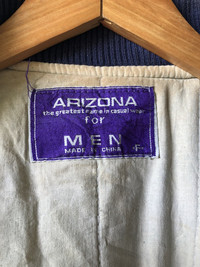 ARIZONA
the greatest name in casual wear
for
MEN
MADE IN CHINA